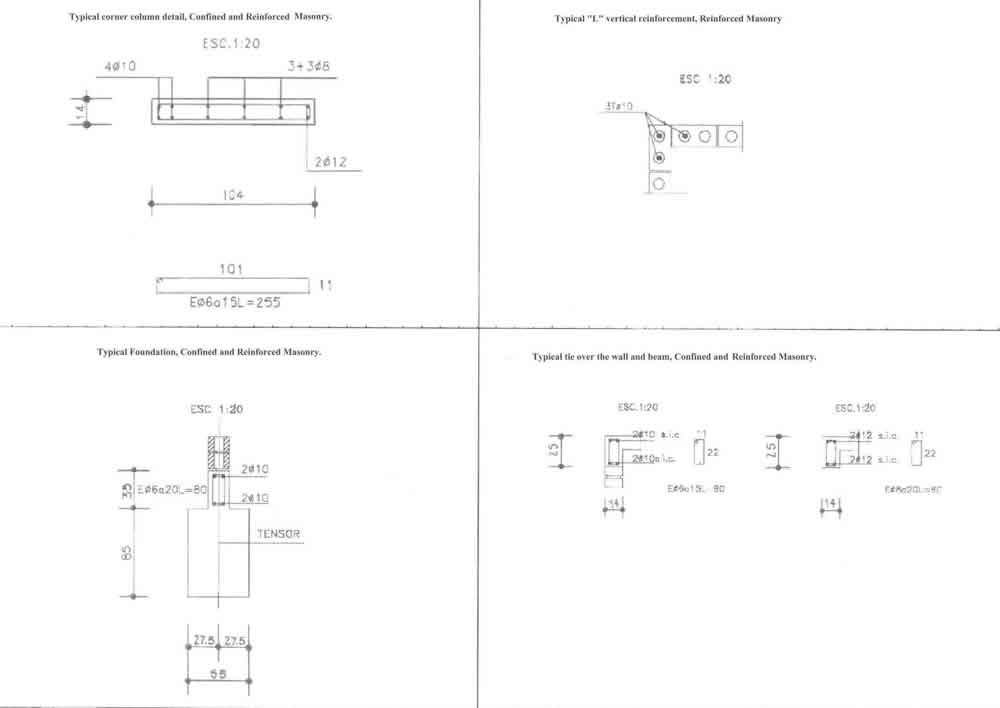 Typical corner column detail, Confined and Reinforced Masonry.
ESC.1:20
4Ø10
3+3Ø8
14
2Ø12
104
101
11
EØ6a15L=255
Typical "L" vertical reinforcement, Reinforced Masonry
ESC 1:20
Typical Foundation, Confined and Reinforced Masonry.
ESC. 1:20
2Ø10
35
EØ6a20L=80
2Ø10
TENSOR
85
27.5 27.5
55
Typical tie over the wall and beam, Confined and Reinforced Masonry.
ESC.1:20
25
2Ø10 s.i.c.
11
2Ø10s.i.c.
22
EØ6a15L=80
14
ESC.1:20
25
2Ø12 s.i.c.
11
2Ø12 s.i.c.
22
14